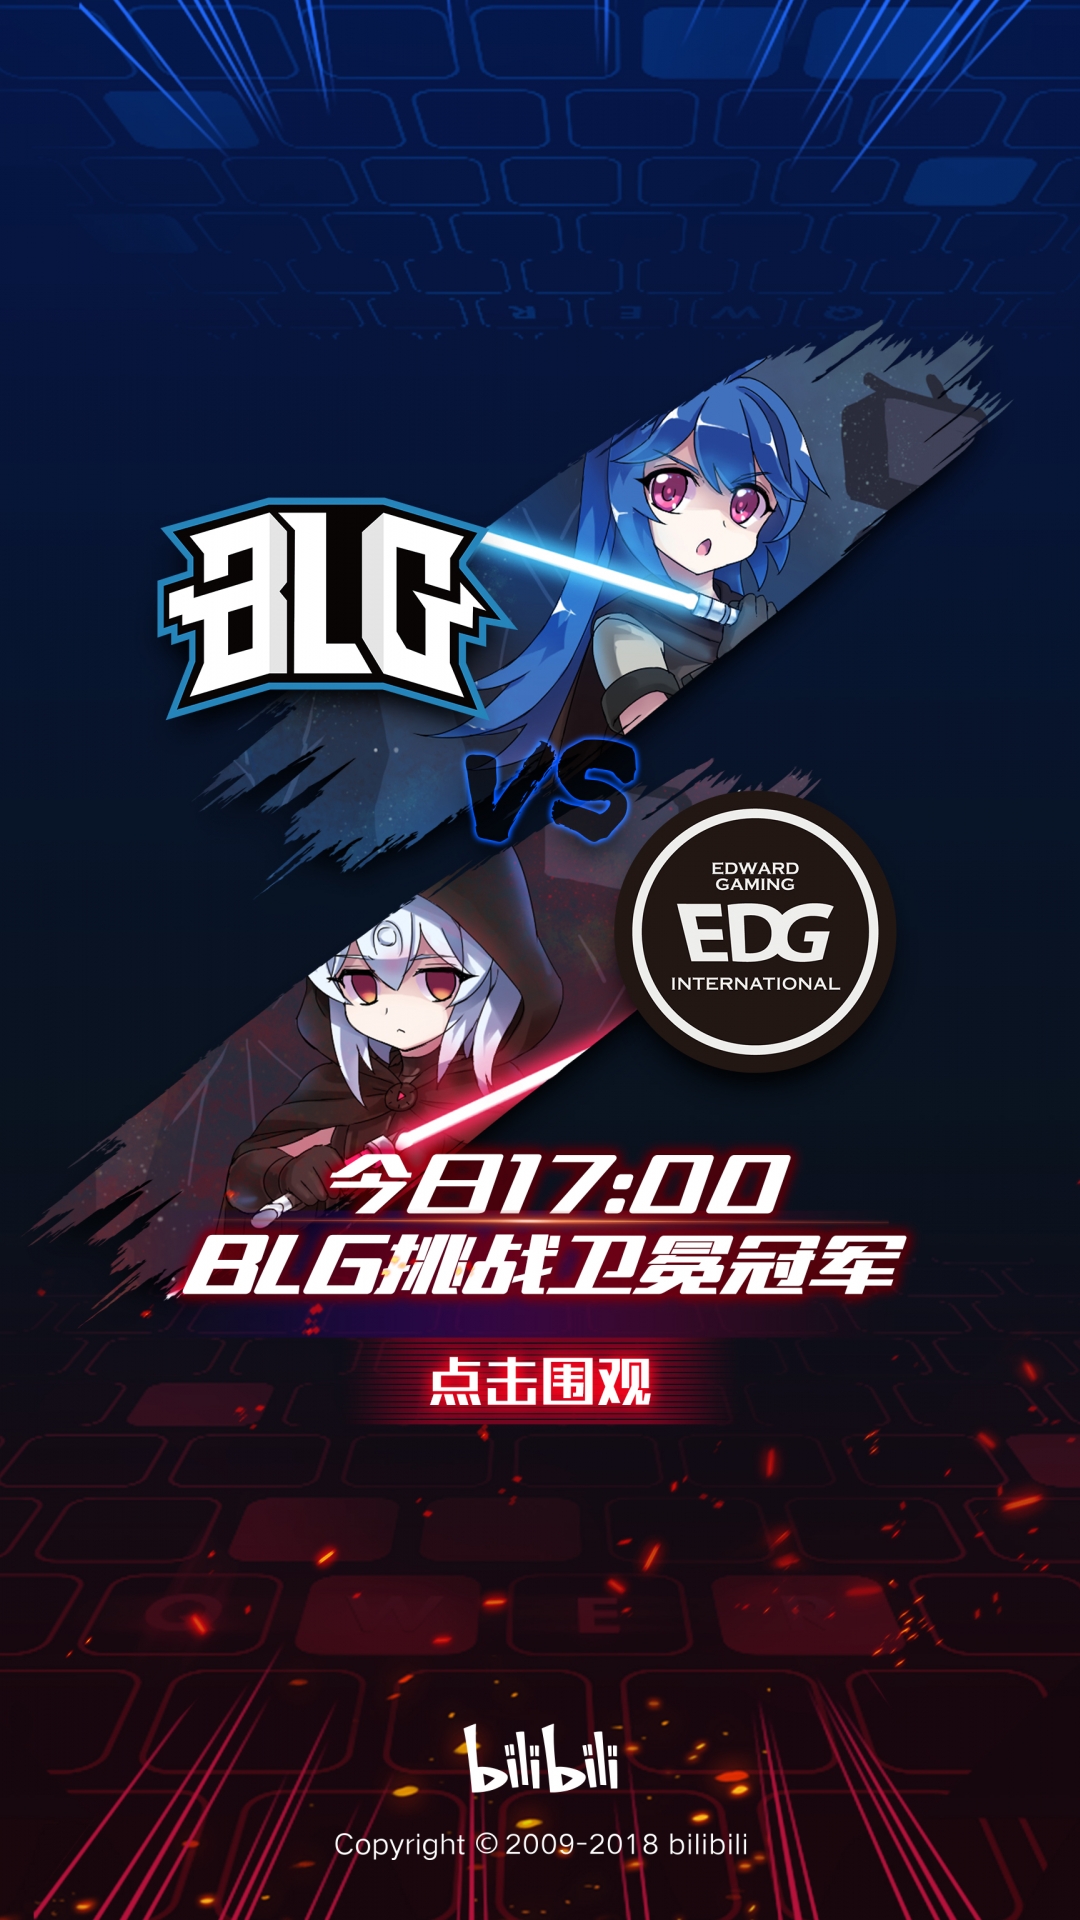 R E W Q
BLG
VS
EDWARD
GAMING
EDG
INTERNATIONAL
今日17:00
BLG挑战卫冕冠军
点击围观
Q W E R
bilibili
Copyright © 2009-2018 bilibili